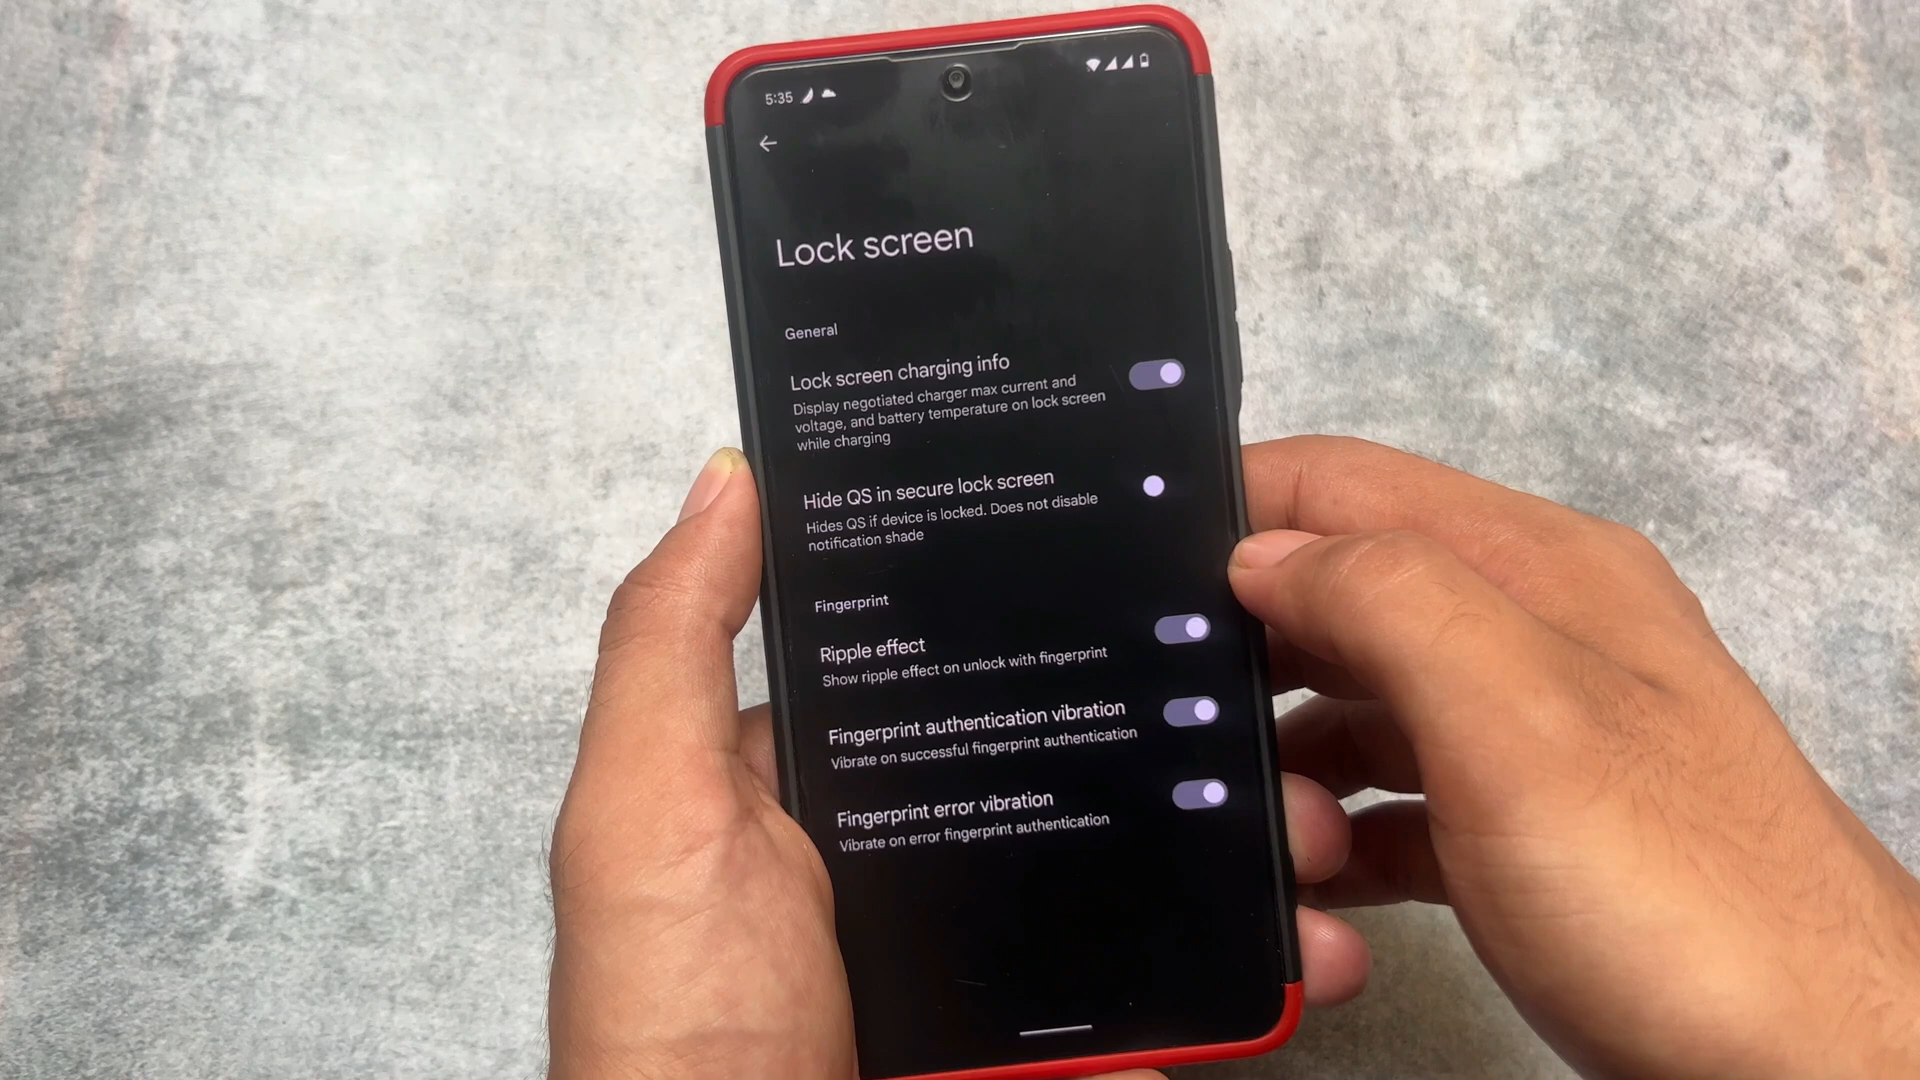 5:35
Lock screen
General
Lock screen charging info
Display negotiated charger max current and
voltage, and battery temperature on lock screen
while charging
Hide QS in secure lock screen
Hides QS if device is locked. Does not disable
notification shade
Fingerprint
Ripple effect
Show ripple effect on unlock with fingerprint
Fingerprint authentication vibration
Vibrate on successful fingerprint authentication
Fingerprint error vibration
Vibrate on error fingerprint authentication